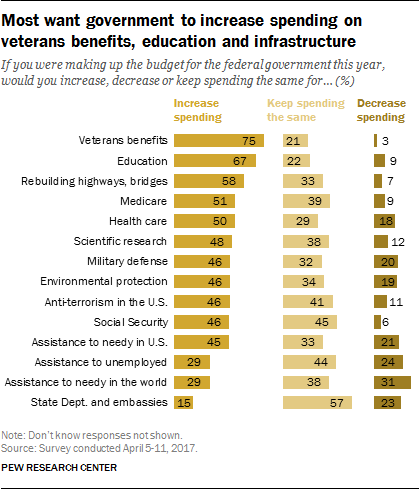 Most want government to increase spending on
veterans benefits, education and infrastructure
If you were making up the budget for the federal government this year,
would you increase, decrease or keep spending the same for... (%)
Increase Keep spending Decrease
spending the same spending
Veterans benefits 75 21 3
Education 67 22 9
Rebuilding highways, bridges 58 33 7
Medicare 51 39 9
Health care 50 29 18
Scientific research 48 38 12
Military defense 46 32 20
Environmental protection 46 34 19
Anti-terrorism in the U.S. 46 41 11
Social Security 46 45 6
Assistance to needy in U.S. 45 33 21
Assistance to unemployed 29 44 24
Assistance to needy in the world 29 38 31
State Dept. and embassies 15 57 23
Note: Don't know responses not shown.
Source: Survey conducted April 5-11, 2017.
PEW RESEARCH CENTER